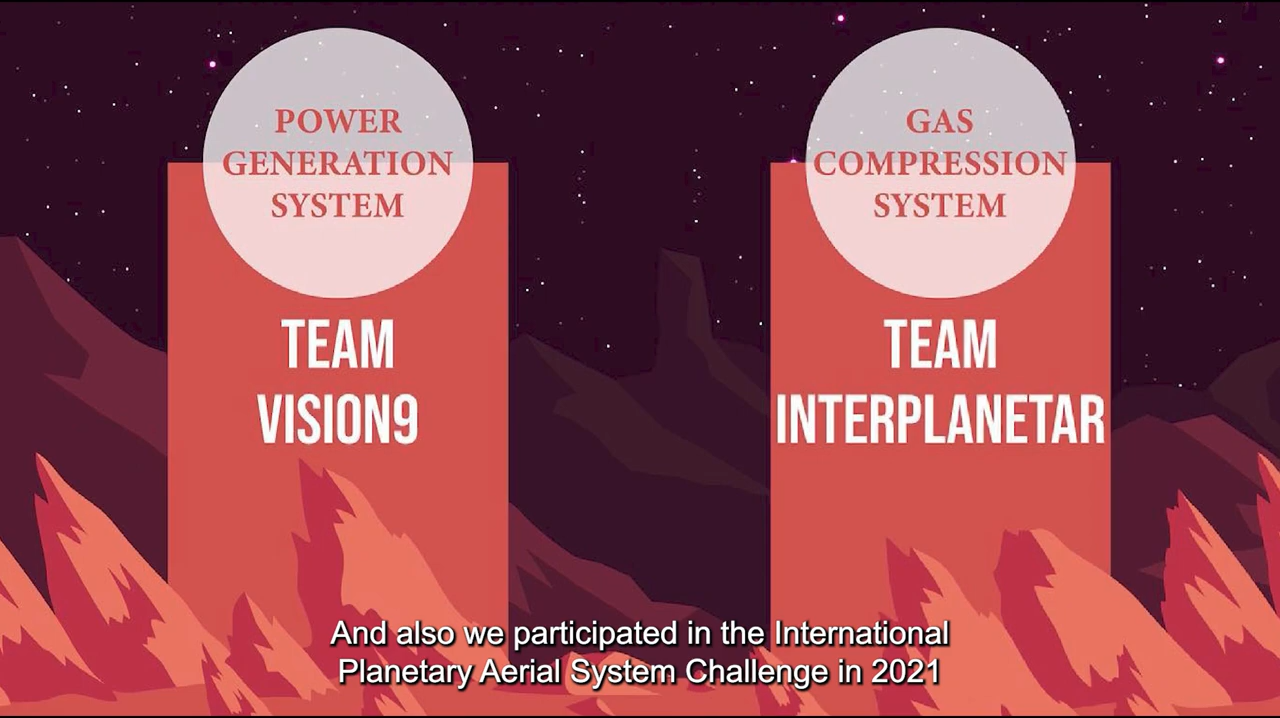 POWER
GENERATION
SYSTEM
TEAM
VISION9
GAS
COMPRESSION
SYSTEM
TEAM
INTERPLANETAR
And also we participated in the International
Planetary Aerial System Challenge in 2021